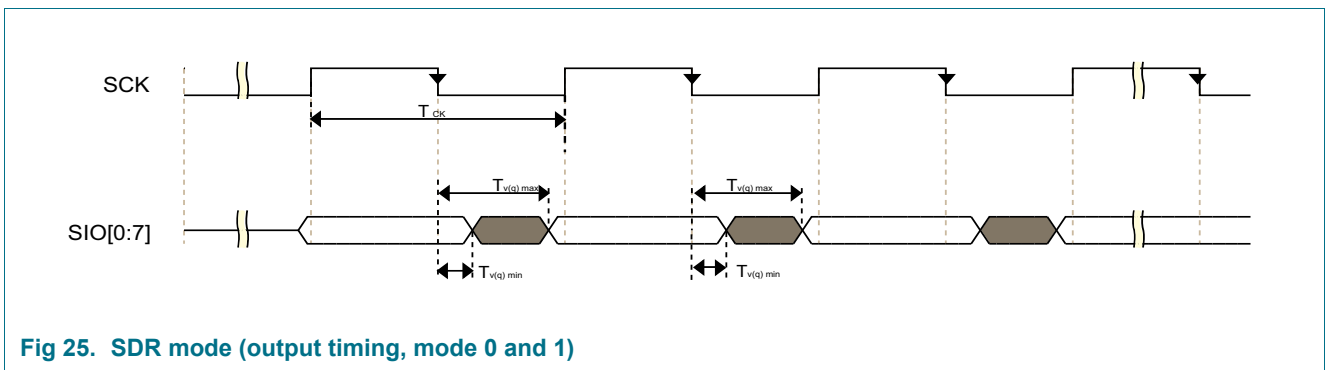 SCK
T CK
T v(q) max
T v(q) max
SIO[0:7]
T v(q) min
T v(q) min
Fig 25. SDR mode (output timing, mode 0 and 1)